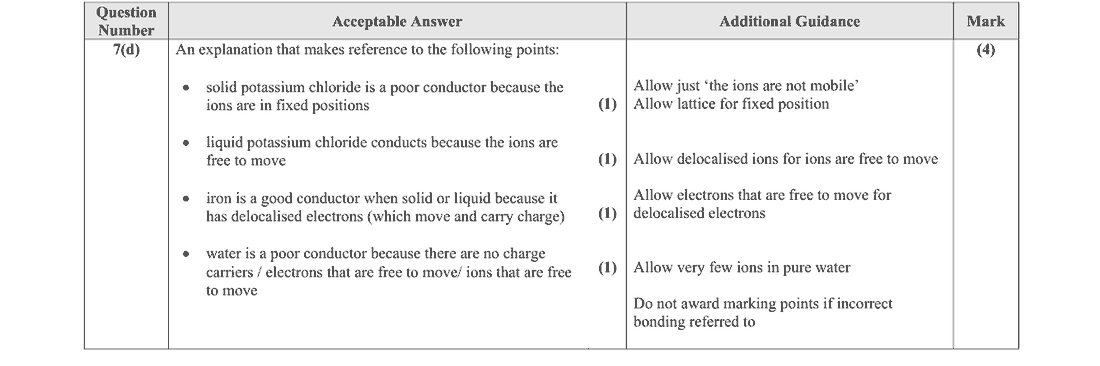 Question Number
Acceptable Answer
Additional Guidance
Mark
7(d)
An explanation that makes reference to the following points:
(4)
• solid potassium chloride is a poor conductor because the
ions are in fixed positions (1)
Allow just ‘the ions are not mobile’
Allow lattice for fixed position
• liquid potassium chloride conducts because the ions are
free to move (1)
Allow delocalised ions for ions are free to move
• iron is a good conductor when solid or liquid because it
has delocalised electrons (which move and carry charge) (1)
Allow electrons that are free to move for
delocalised electrons
• water is a poor conductor because there are no charge
carriers / electrons that are free to move/ ions that are free (1)
to move
Allow very few ions in pure water
Do not award marking points if incorrect
bonding referred to